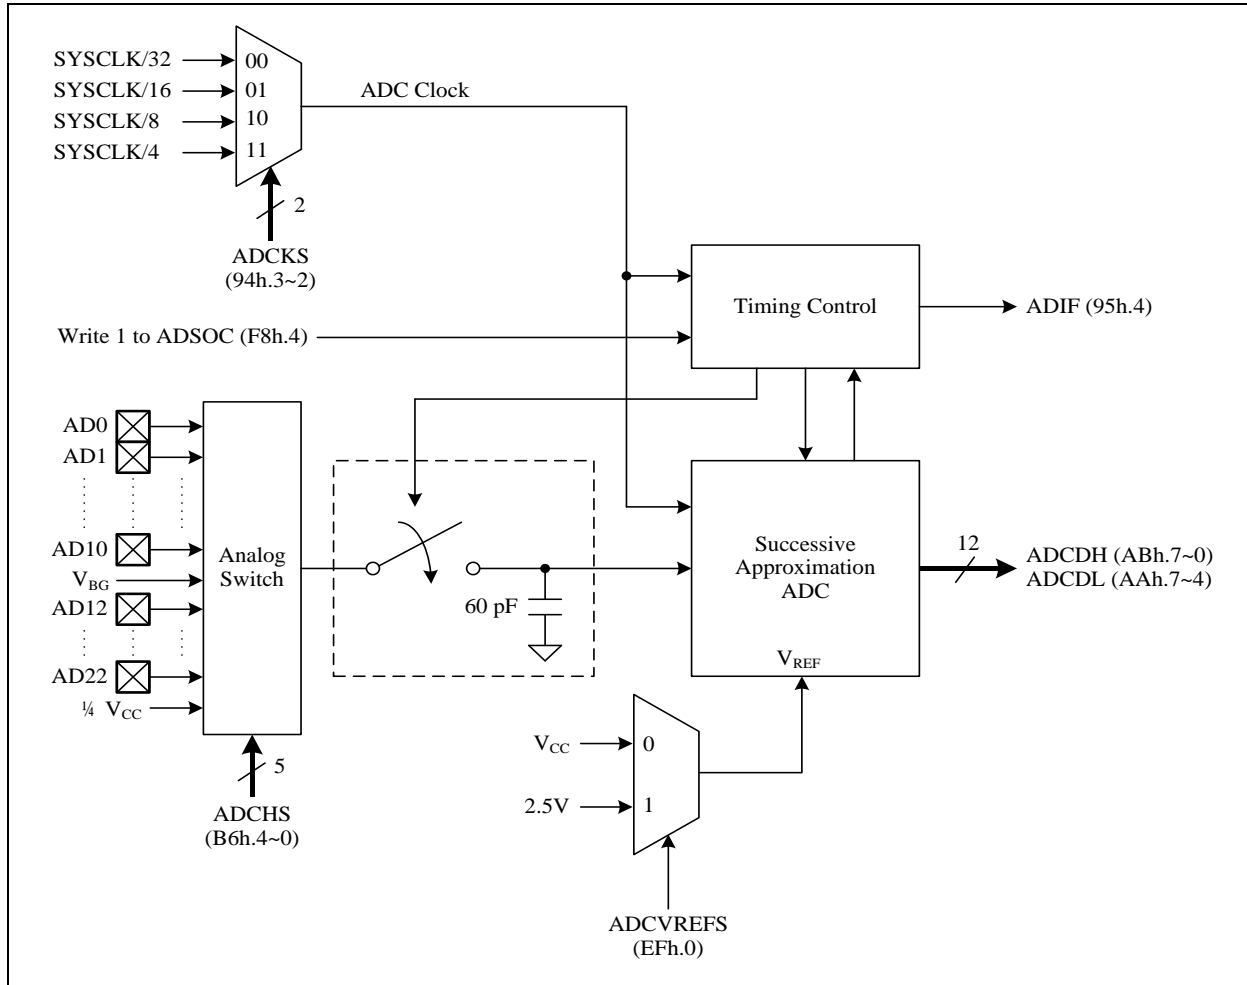 SYSCLK/32
00
SYSCLK/16
01
ADC Clock
SYSCLK/8
10
SYSCLK/4
11
2
ADCKS
(94h.3~2)
Timing Control
ADIF (95h.4)
Write 1 to ADSOC (F8h.4)
AD0
AD1
AD10
VBG
AD12
AD22
¼ VCC
Analog
Switch
60 pF
Successive
Approximation
ADC
VREF
12
ADCDH (ABh.7~0)
ADCDL (AAh.7~4)
5
ADCHS
(B6h.4~0)
VCC
0
2.5V
1
ADCVREFS
(EFh.0)